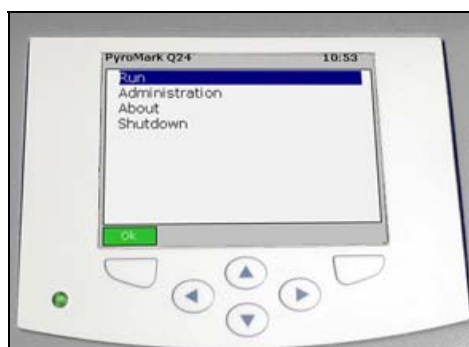 PyroMark Q24 10:53
Run
Administration
About
Shutdown
Ok